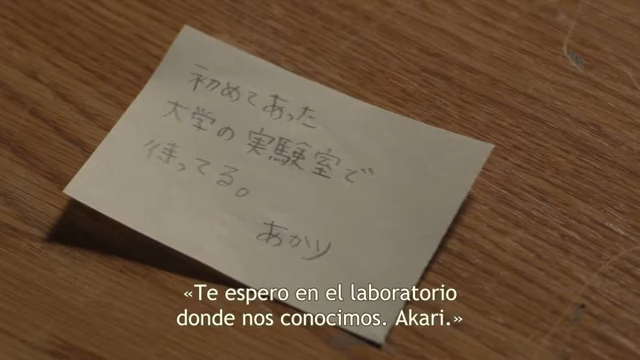 初めてあった
大学の実験室で
待ってる。
あかり
«Te espero en el laboratorio
donde nos conocimos. Akari.»